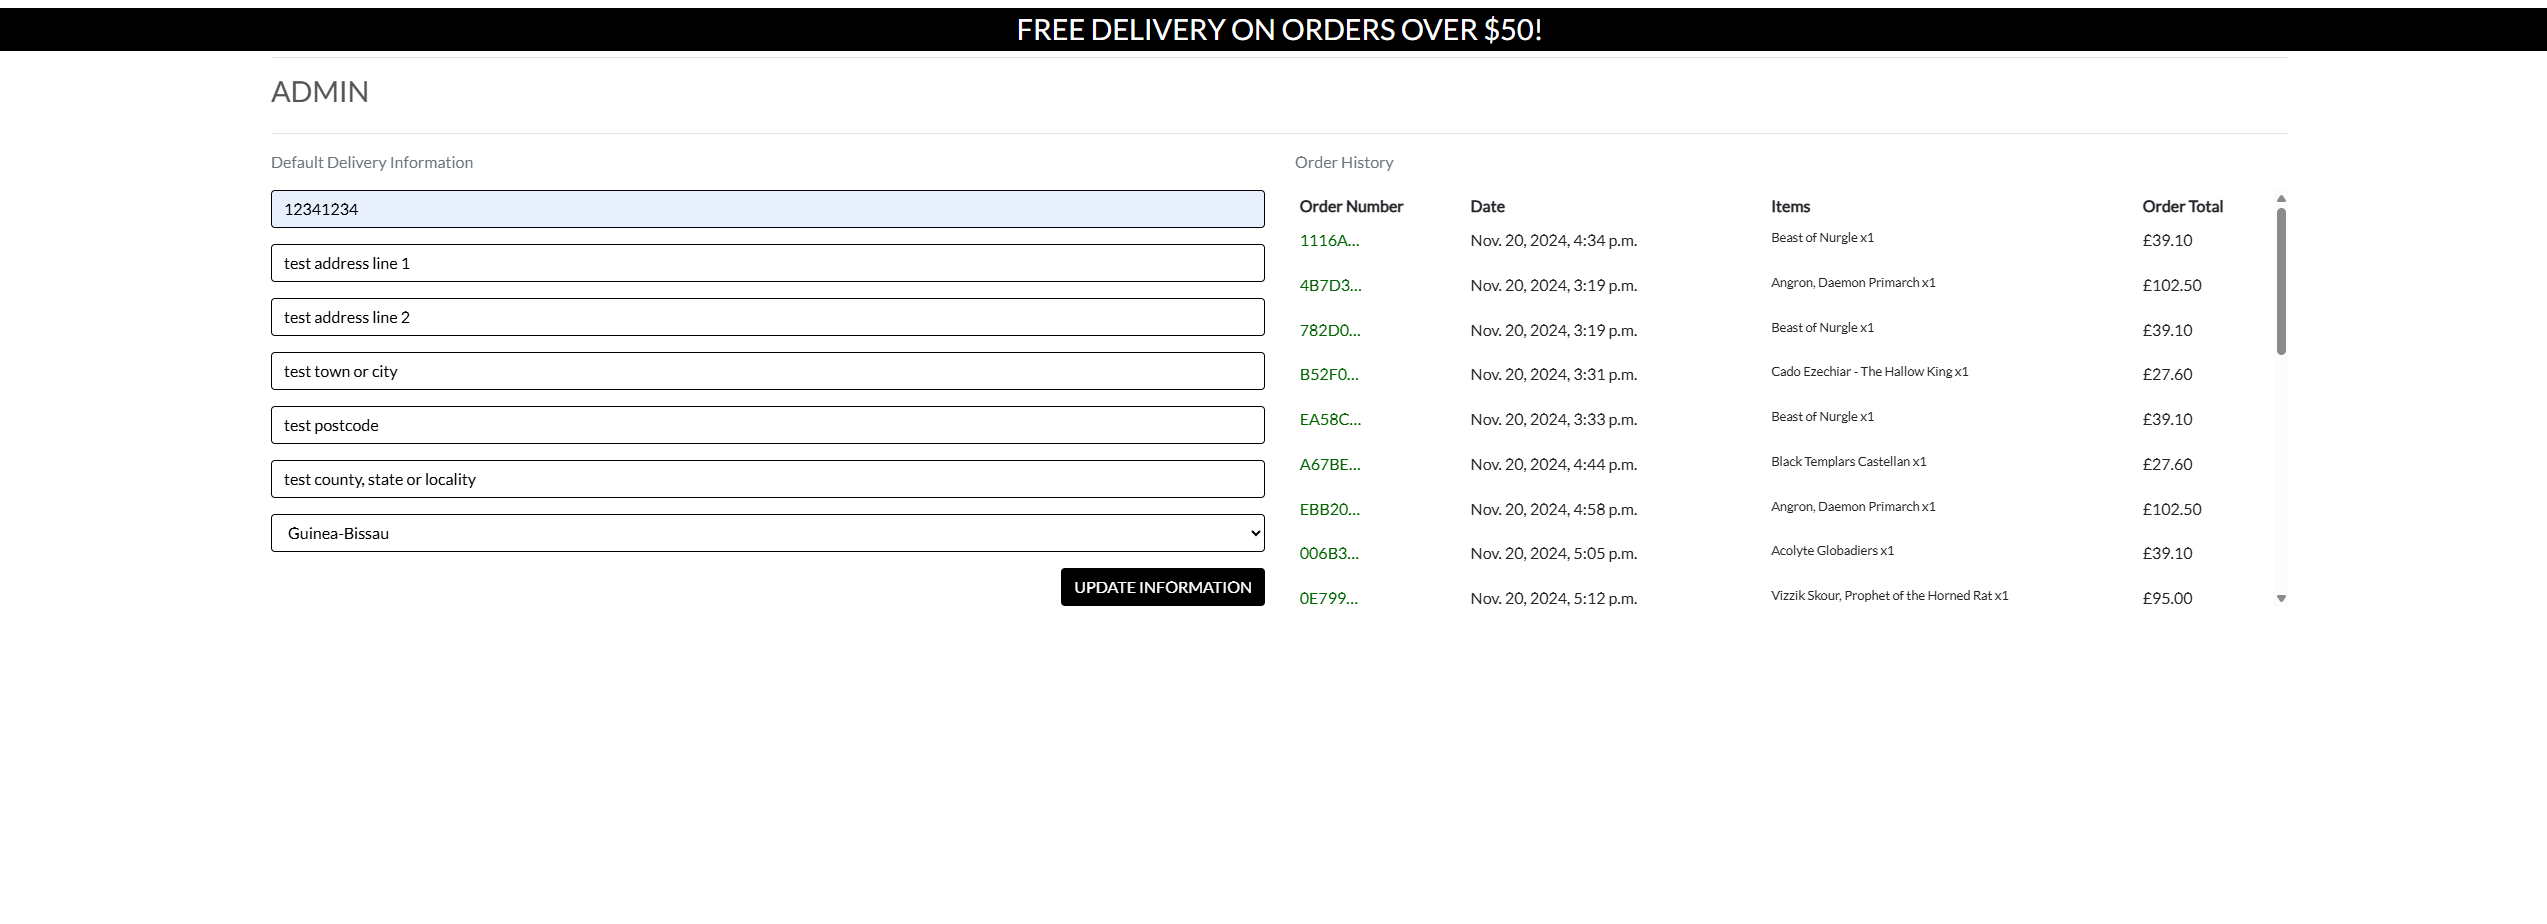 FREE DELIVERY ON ORDERS OVER $50!
ADMIN
Default Delivery Information
12341234
test address line 1
test address line 2
test town or city
test postcode
test county, state or locality
Guinea-Bissau
UPDATE INFORMATION
Order History
Order Number Date Items Order Total
1116A... Nov. 20, 2024, 4:34 p.m. Beast of Nurgle x1 £39.10
4B7D3... Nov. 20, 2024, 3:19 p.m. Angron, Daemon Primarch x1 £102.50
782D0... Nov. 20, 2024, 3:19 p.m. Beast of Nurgle x1 £39.10
B52F0... Nov. 20, 2024, 3:31 p.m. Cado Ezechiar - The Hallow King x1 £27.60
EA58C... Nov. 20, 2024, 3:33 p.m. Beast of Nurgle x1 £39.10
A67BE... Nov. 20, 2024, 4:44 p.m. Black Templars Castellan x1 £27.60
EBB20... Nov. 20, 2024, 4:58 p.m. Angron, Daemon Primarch x1 £102.50
006B3... Nov. 20, 2024, 5:05 p.m. Acolyte Globadiers x1 £39.10
0E799... Nov. 20, 2024, 5:12 p.m. Vizzik Skour, Prophet of the Horned Rat x1 £95.00